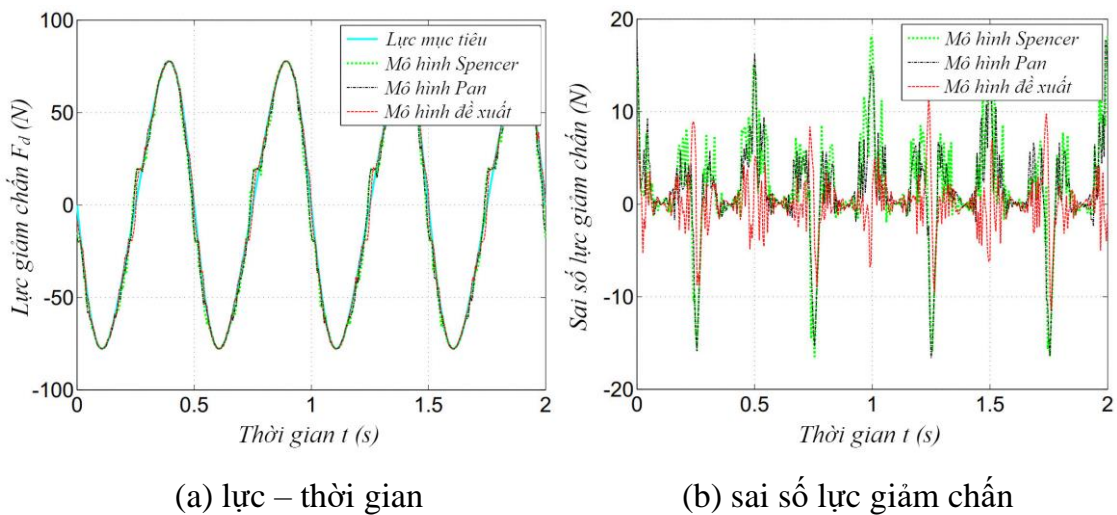 Lực giảm chấn F_d (N)
100
50
0
-50
-100
Lực mục tiêu
Mô hình Spencer
Mô hình Pan
Mô hình đề xuất
0
0.5
1
1.5
2
Thời gian t (s)
(a) lực – thời gian
Sai số lực giảm chấn (N)
20
10
0
-10
-20
Mô hình Spencer
Mô hình Pan
Mô hình đề xuất
0
0.5
1
1.5
2
Thời gian t (s)
(b) sai số lực giảm chấn